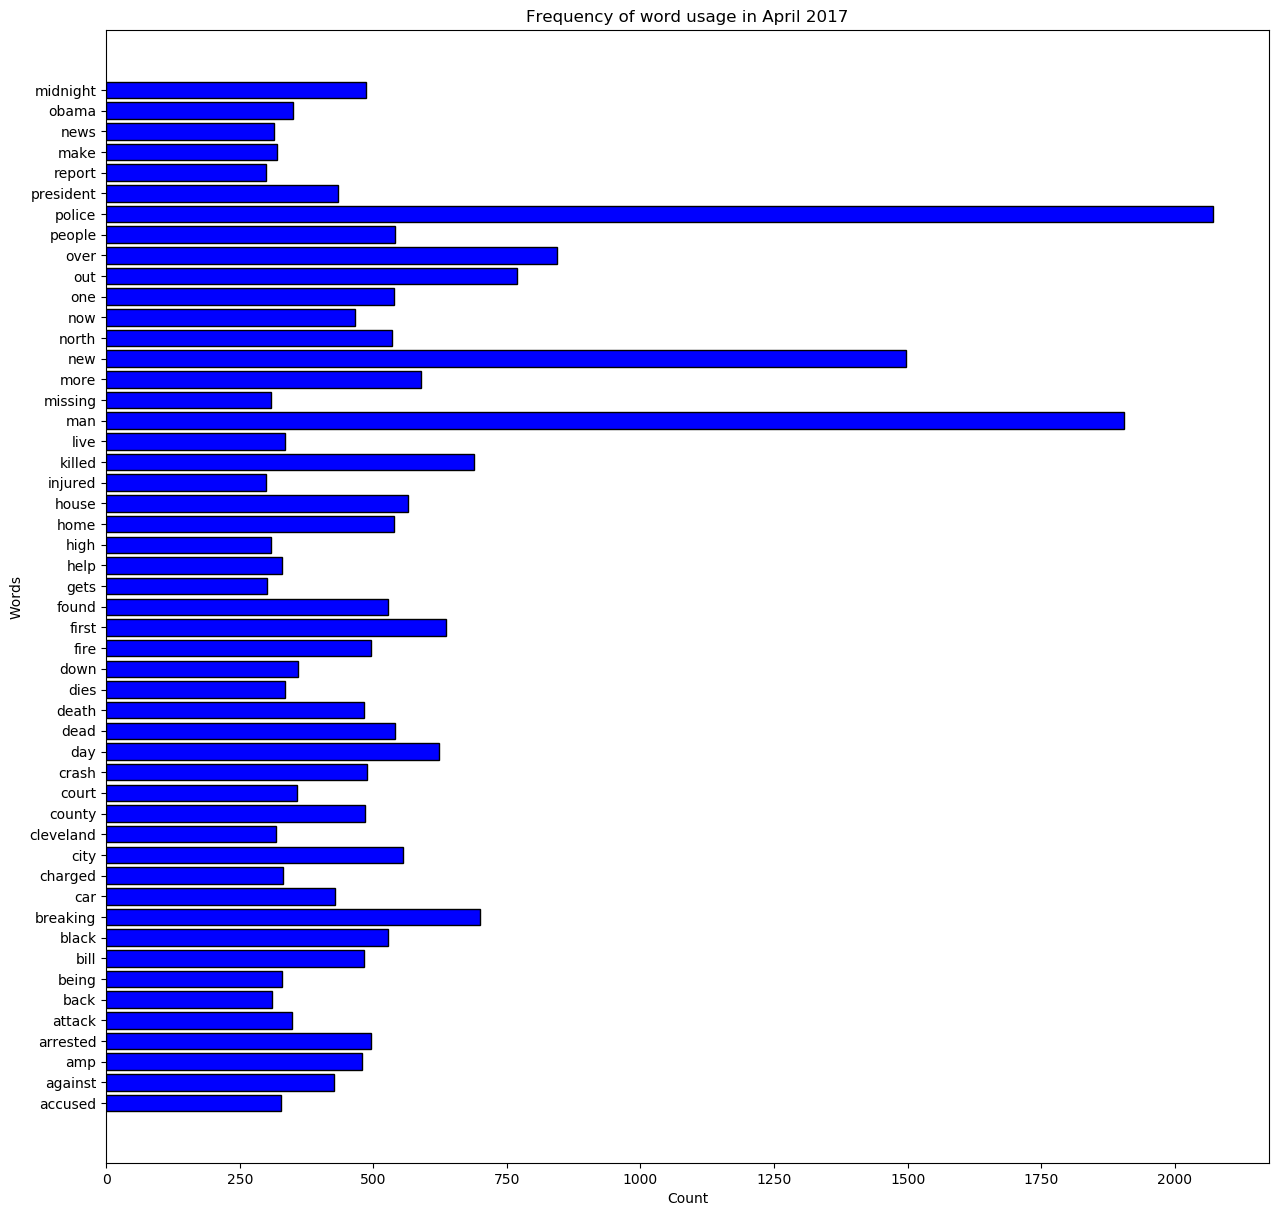 Frequency of word usage in April 2017
midnight
obama
news
make
report
president
police
people
over
out
one
now
north
new
more
missing
man
live
killed
injured
house
home
high
help
gets
found
first
fire
down
dies
death
dead
day
crash
court
county
cleveland
city
charged
car
breaking
black
bill
being
back
attack
arrested
amp
against
accused
Words
0 250 500 750 1000 1250 1500 1750 2000
Count